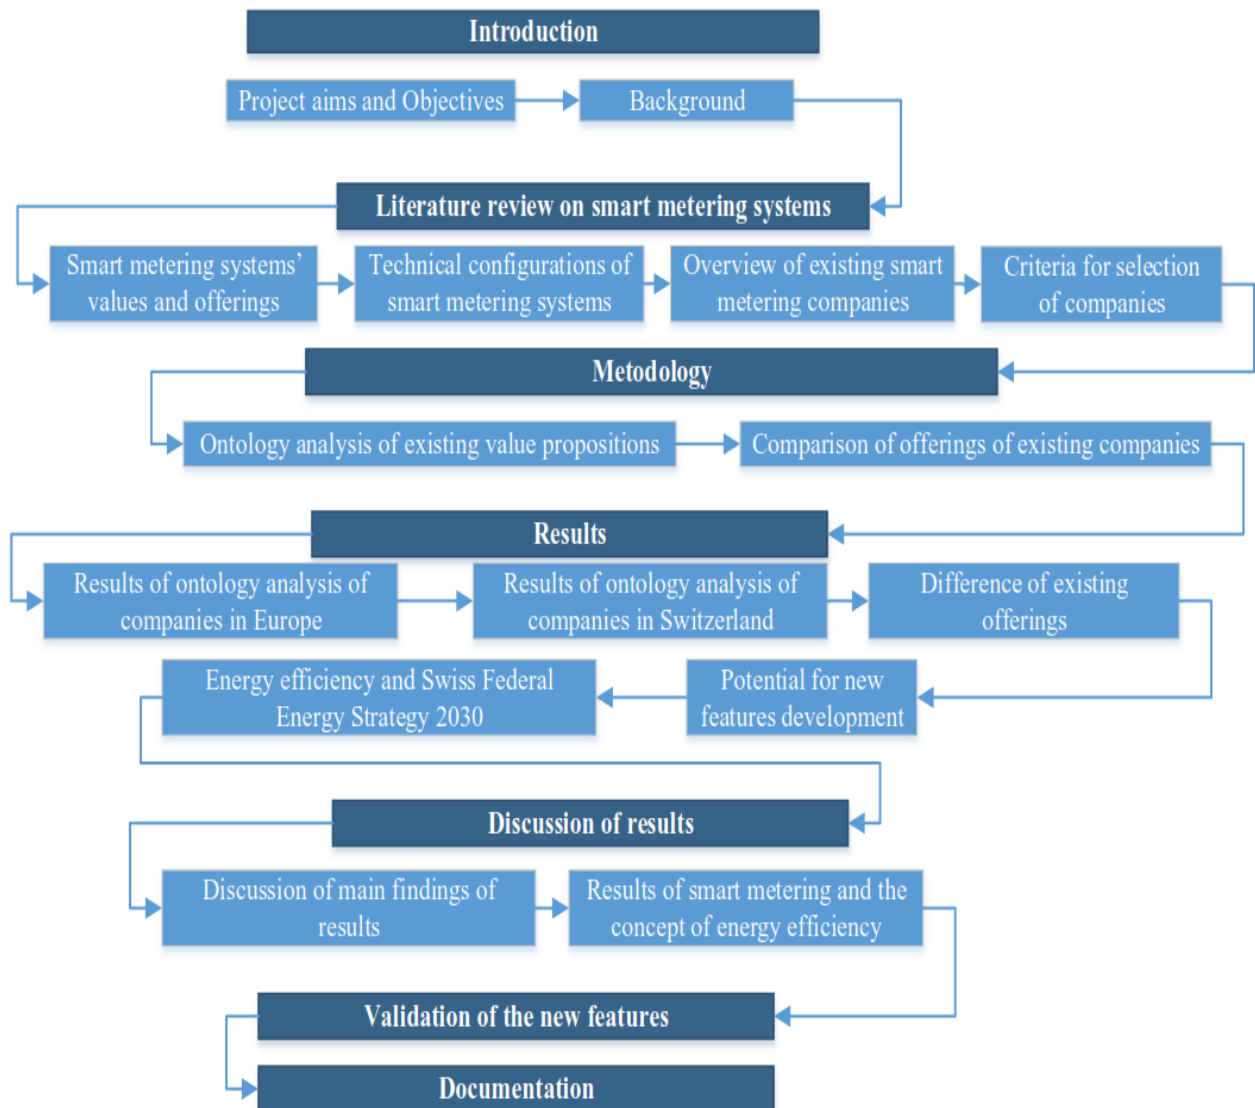 Introduction
Project aims and Objectives
Background
Literature review on smart metering systems
Smart metering systems’
values and offerings
Technical configurations of
smart metering systems
Overview of existing smart
metering companies
Criteria for selection
of companies
Metodology
Ontology analysis of existing value propositions
Comparison of offerings of existing companies
Results
Results of ontology analysis of
companies in Europe
Results of ontology analysis of
companies in Switzerland
Difference of existing
offerings
Energy efficiency and Swiss Federal
Energy Strategy 2030
Potential for new
features development
Discussion of results
Discussion of main findings of
results
Results of smart metering and the
concept of energy efficiency
Validation of the new features
Documentation